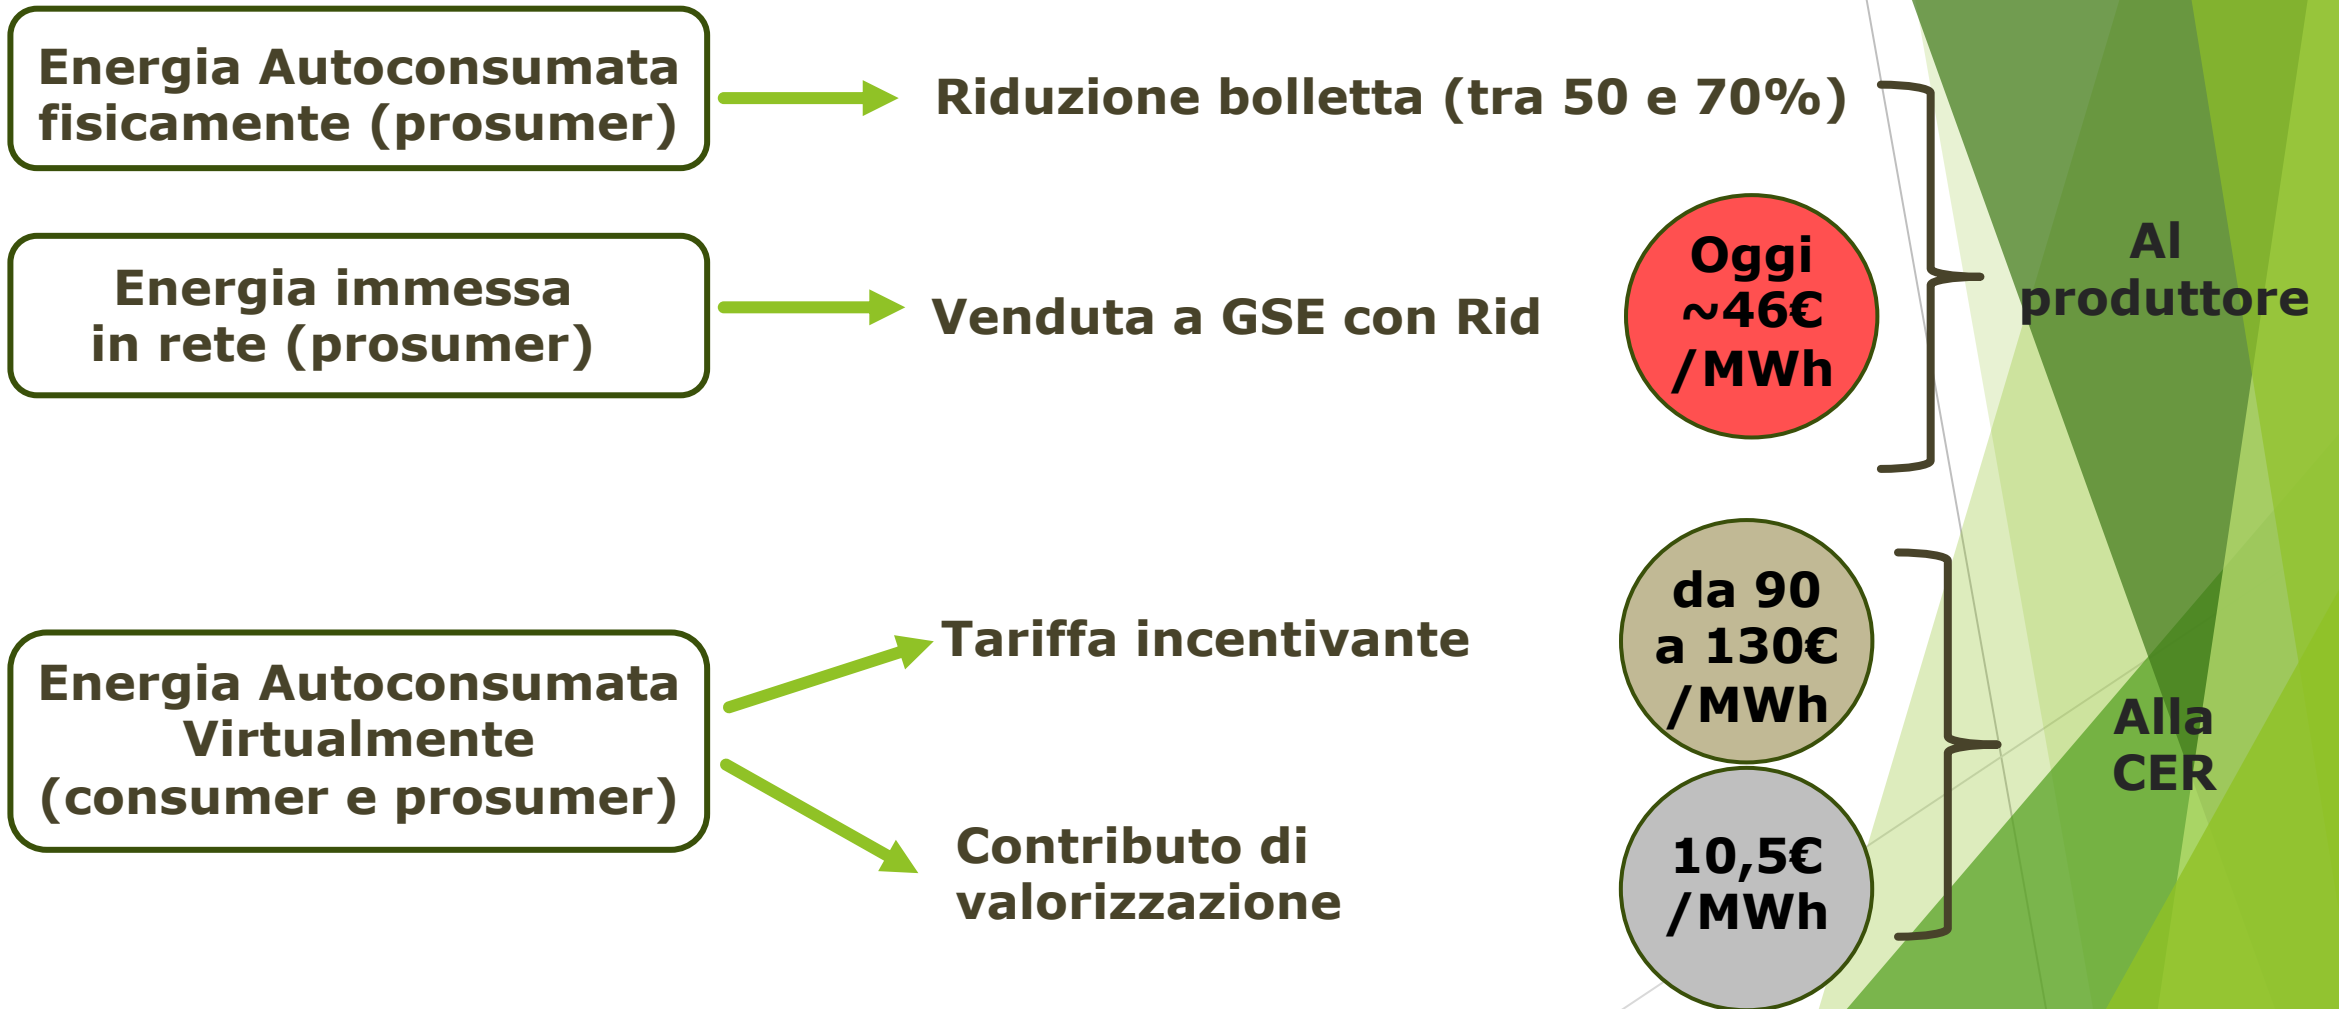 Energia Autoconsumata
fisicamente (prosumer)
Riduzione bolletta (tra 50 e 70%)
Energia immessa
in rete (prosumer)
Venduta a GSE con Rid
Oggi
~46€
/MWh
Al
produttore
Energia Autoconsumata
Virtualmente
(consumer e prosumer)
Tariffa incentivante
da 90
a 130€
/MWh
Contributo di
valorizzazione
10,5€
/MWh
Alla
CER